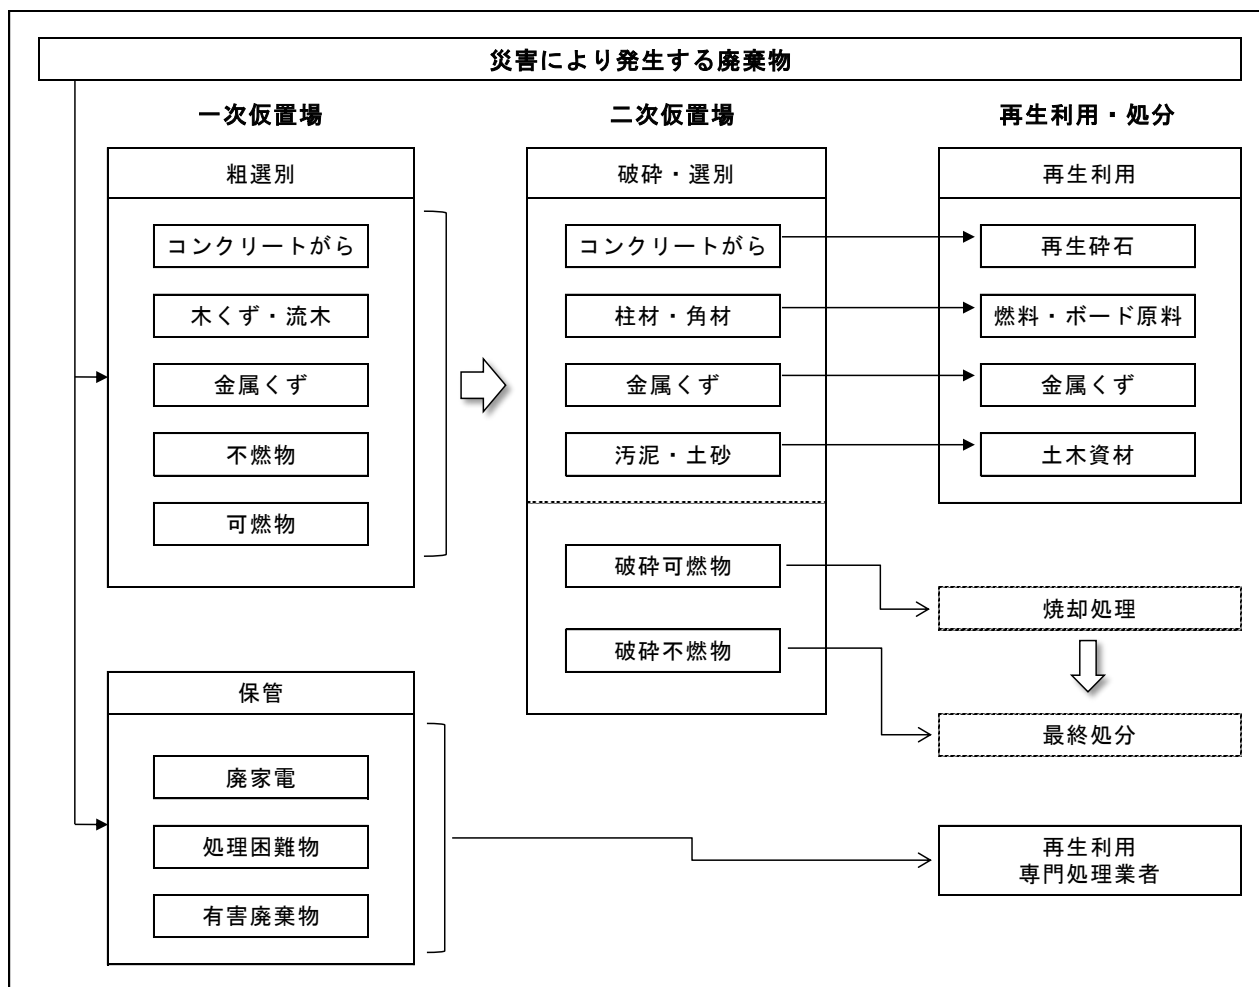 災害により発生する廃棄物
一次仮置場
二次仮置場
再生利用・処分
粗選別
コンクリートがら
木くず・流木
金属くず
不燃物
可燃物
破砕・選別
コンクリートがら
柱材・角材
金属くず
汚泥・土砂
破砕可燃物
破砕不燃物
再生利用
再生砕石
燃料・ボード原料
金属くず
土木資材
焼却処理
最終処分
保管
廃家電
処理困難物
有害廃棄物
再生利用
専門処理業者